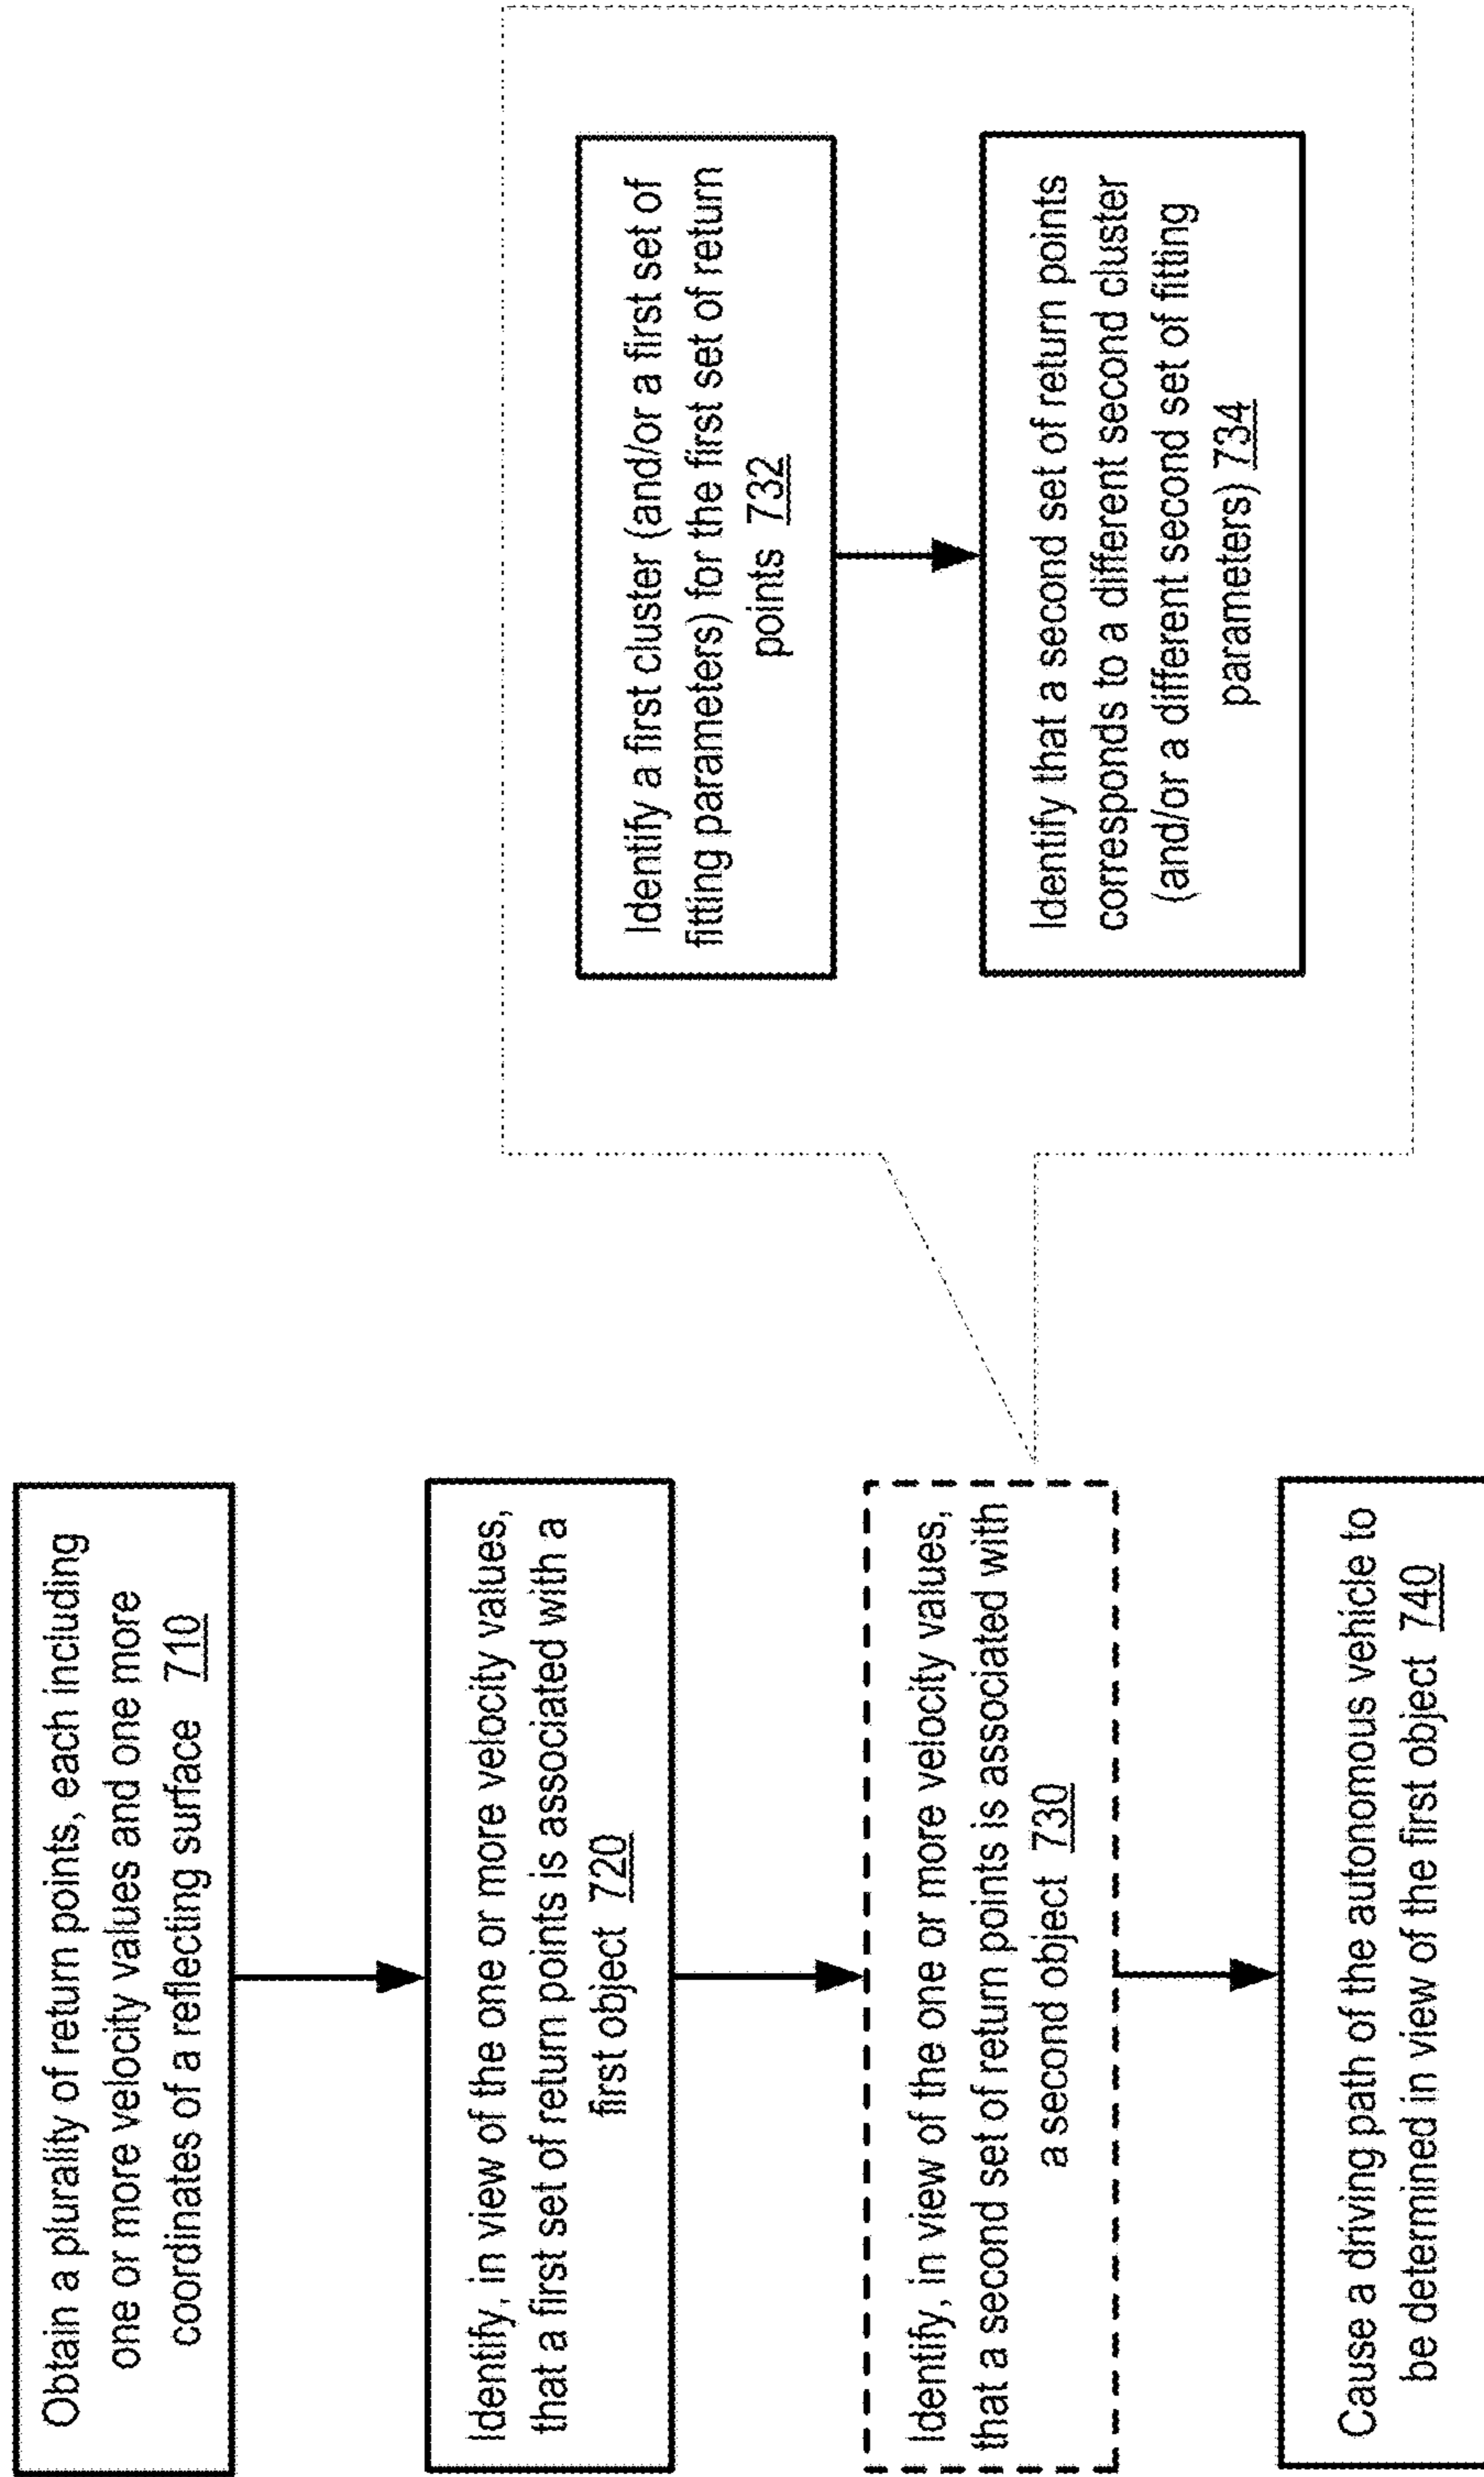 Obtain a plurality of return points, each including
one or more velocity values and one more
coordinates of a reflecting surface 710
Identify, in view of the one or more velocity values,
that a first set of return points is associated with a
first object 720
Identify, in view of the one or more velocity values,
that a second set of return points is associated with
a second object 730
Cause a driving path of the autonomous vehicle to
be determined in view of the first object 740
Identify a first cluster (and/or a first set of
fitting parameters) for the first set of return
points 732
Identify that a second set of return points
corresponds to a different second cluster
(and/or a different second set of fitting
parameters) 734